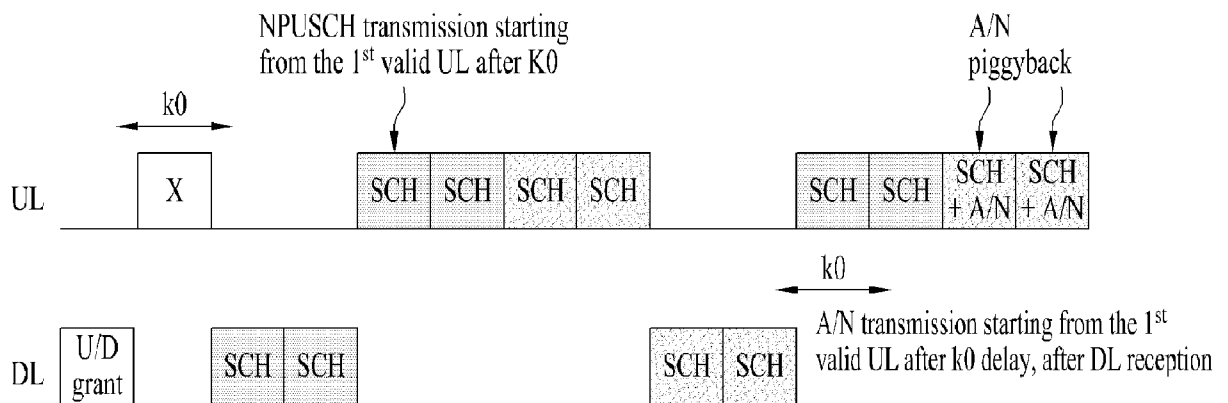 NPUSCH transmission starting
from the 1st valid UL after K0
A/N
piggyback
k0
UL
X
SCH
SCH
SCH
SCH
SCH
SCH
SCH
+ A/N
SCH
+ A/N
k0
A/N transmission starting from the 1st
valid UL after k0 delay, after DL reception
DL
U/D
grant
SCH
SCH
SCH
SCH